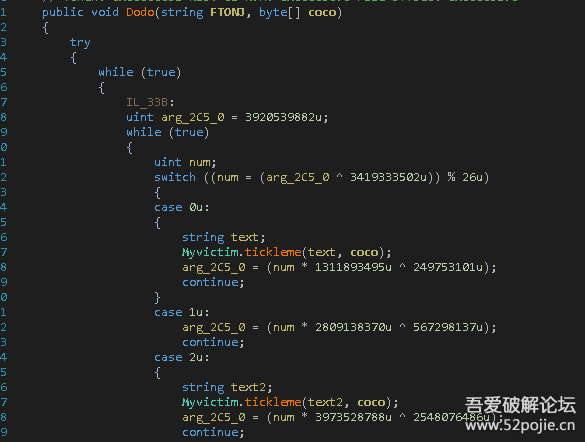 1 public void Dodo(string FTONJ, byte[] coco)
2 {
3 try
4 {
5 while (true)
6 {
7 IL_33B:
8 uint arg_2C5_0 = 3920539882u;
9 while (true)
0 {
1 uint num;
2 switch ((num = (arg_2C5_0 ^ 3419333502u)) % 26u)
3 {
4 case 0u:
5 {
6 string text;
7 Myvictim.tickleme(text, coco);
8 arg_2C5_0 = (num * 1311893495u ^ 249753101u);
9 continue;
0 }
1 case 1u:
2 arg_2C5_0 = (num * 2809138370u ^ 567298137u);
3 continue;
4 case 2u:
5 {
6 string text2;
7 Myvictim.tickleme(text2, coco);
8 arg_2C5_0 = (num * 3973528788u ^ 2548076486u);
9 continue;
吾爱破解论坛
www.52pojie.cn